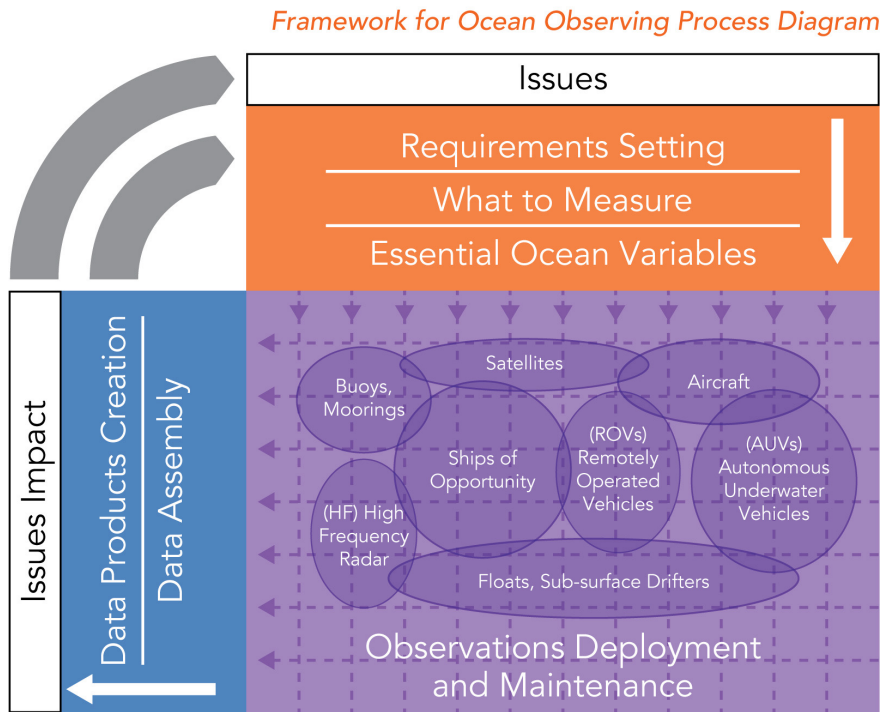 Framework for Ocean Observing Process Diagram
Issues
Requirements Setting
What to Measure
Essential Ocean Variables
Issues Impact
Data Products Creation
Data Assembly
Satellites
Aircraft
Buoys,
Moorings
Ships of
Opportunity
(ROVs)
Remotely
Operated
Vehicles
(AUVs)
Autonomous
Underwater
Vehicles
(HF) High
Frequency
Radar
Floats, Sub-surface Drifters
Observations Deployment
and Maintenance